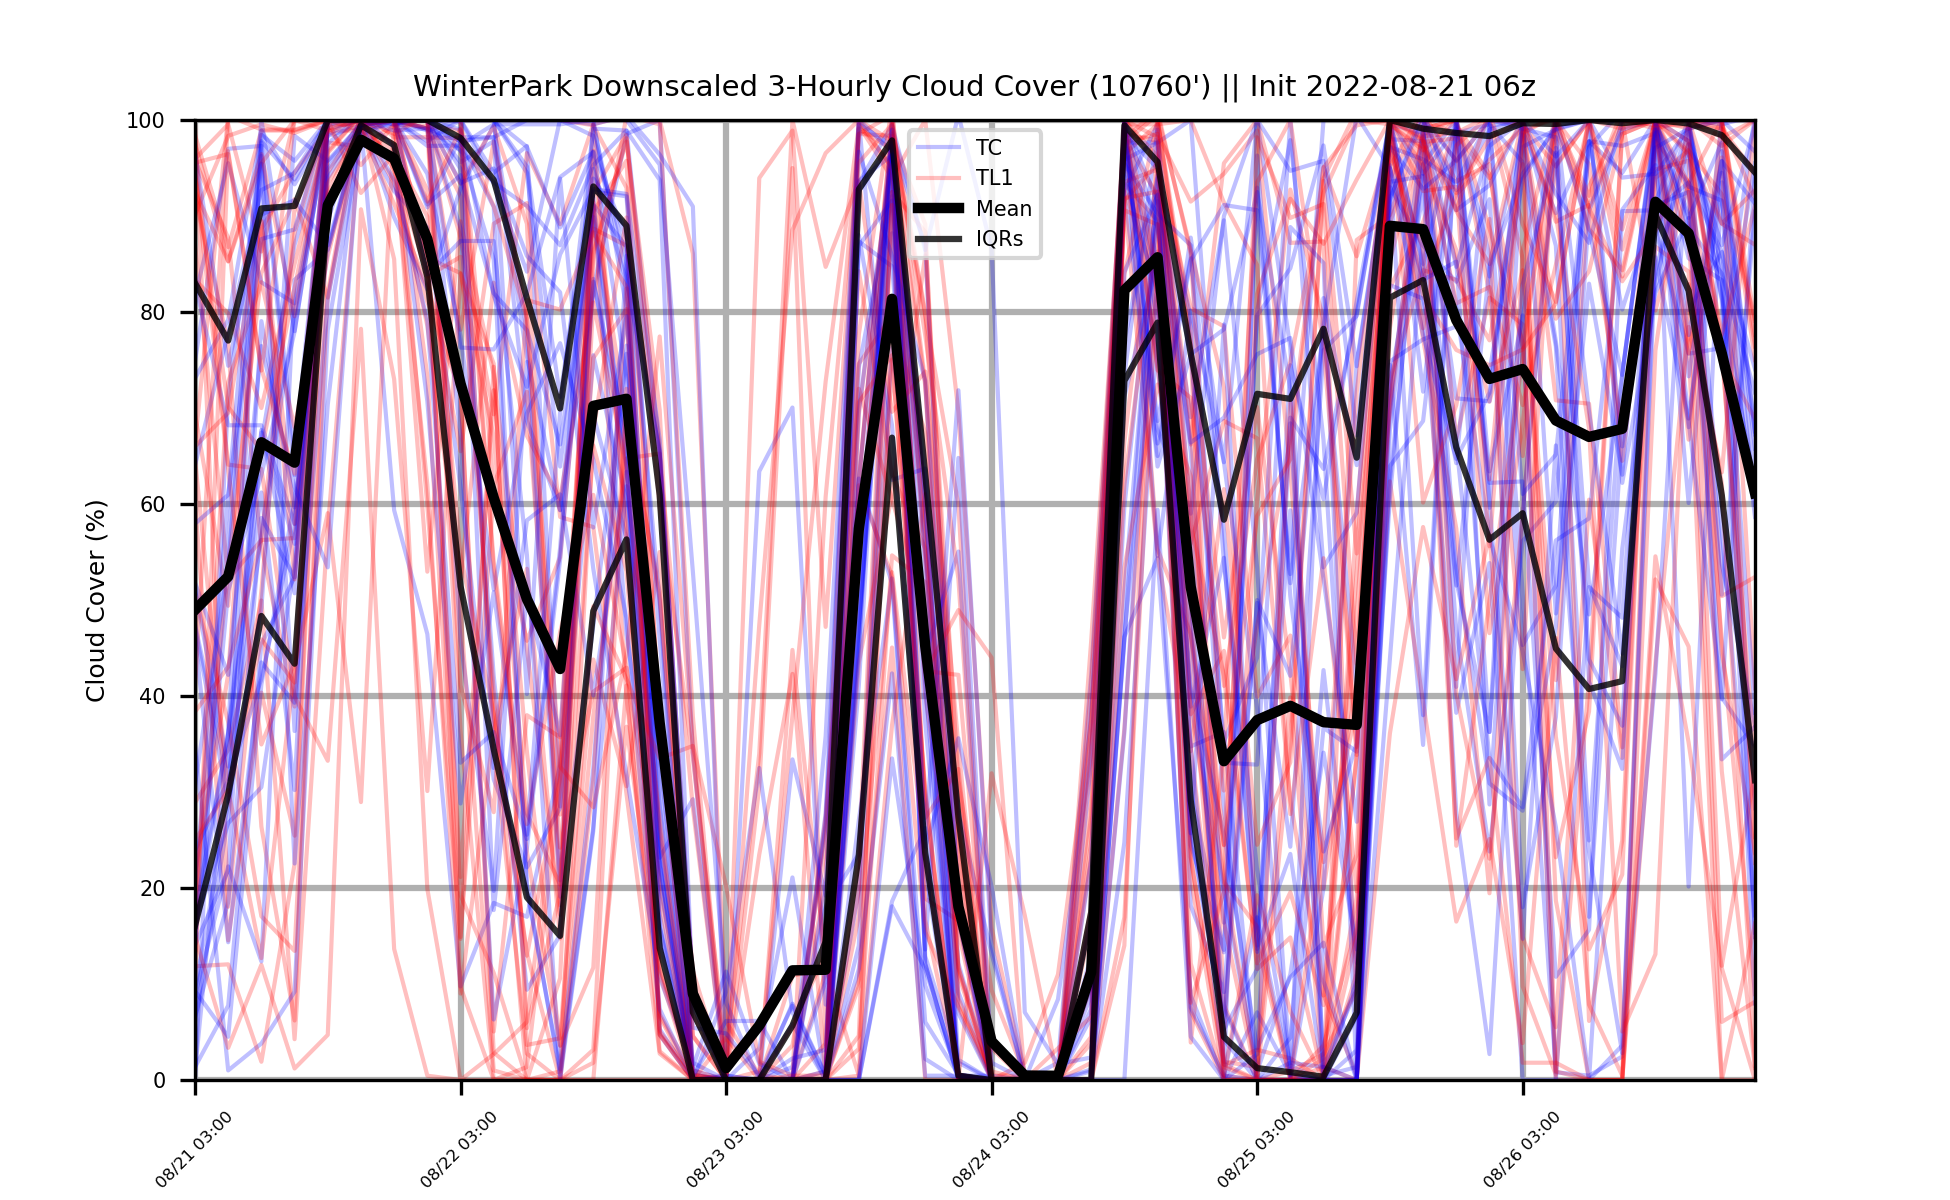 WinterPark Downscaled 3-Hourly Cloud Cover (10760') || Init 2022-08-21 06z
100
80
60
40
20
0
Cloud Cover (%)
TC
TL1
Mean
IQRs
08/21 03:00
08/22 03:00
08/23 03:00
08/24 03:00
08/25 03:00
08/26 03:00